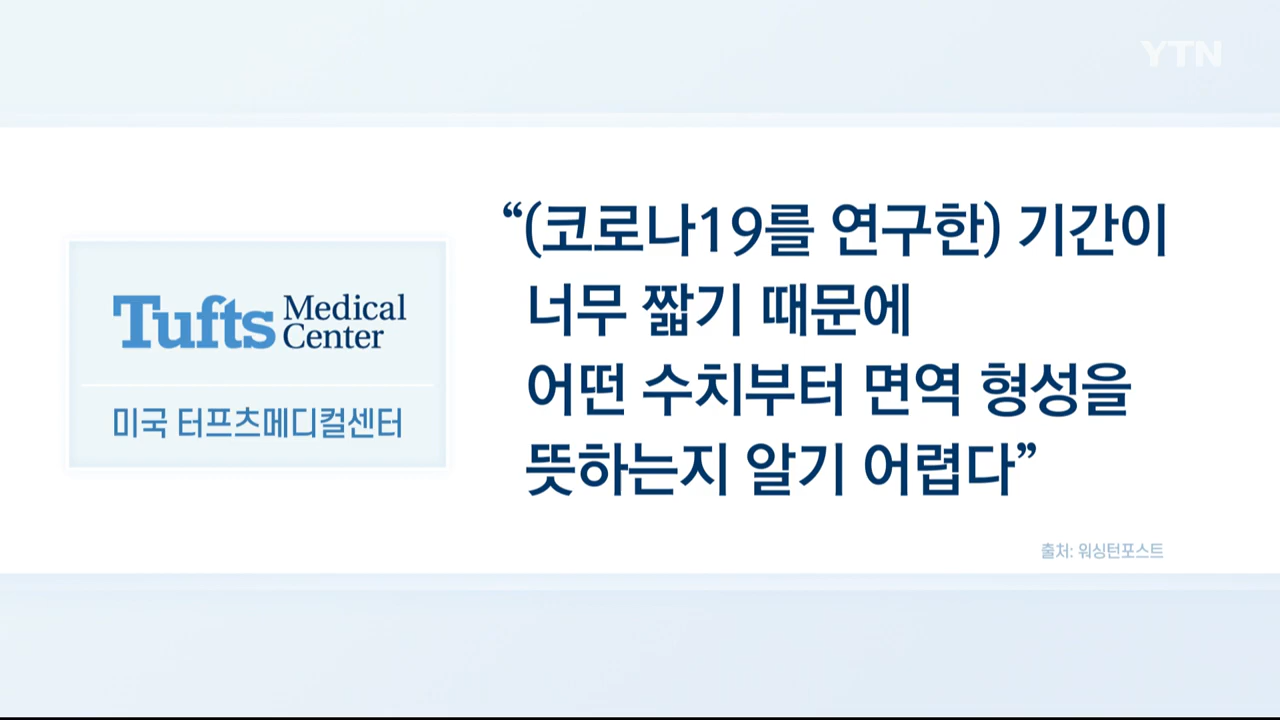 YTN
“(코로나19를 연구한) 기간이
너무 짧기 때문에
어떤 수치부터 면역 형성을
뜻하는지 알기 어렵다”
Tufts Medical
Center
미국 터프츠메디컬센터
출처: 워싱턴포스트